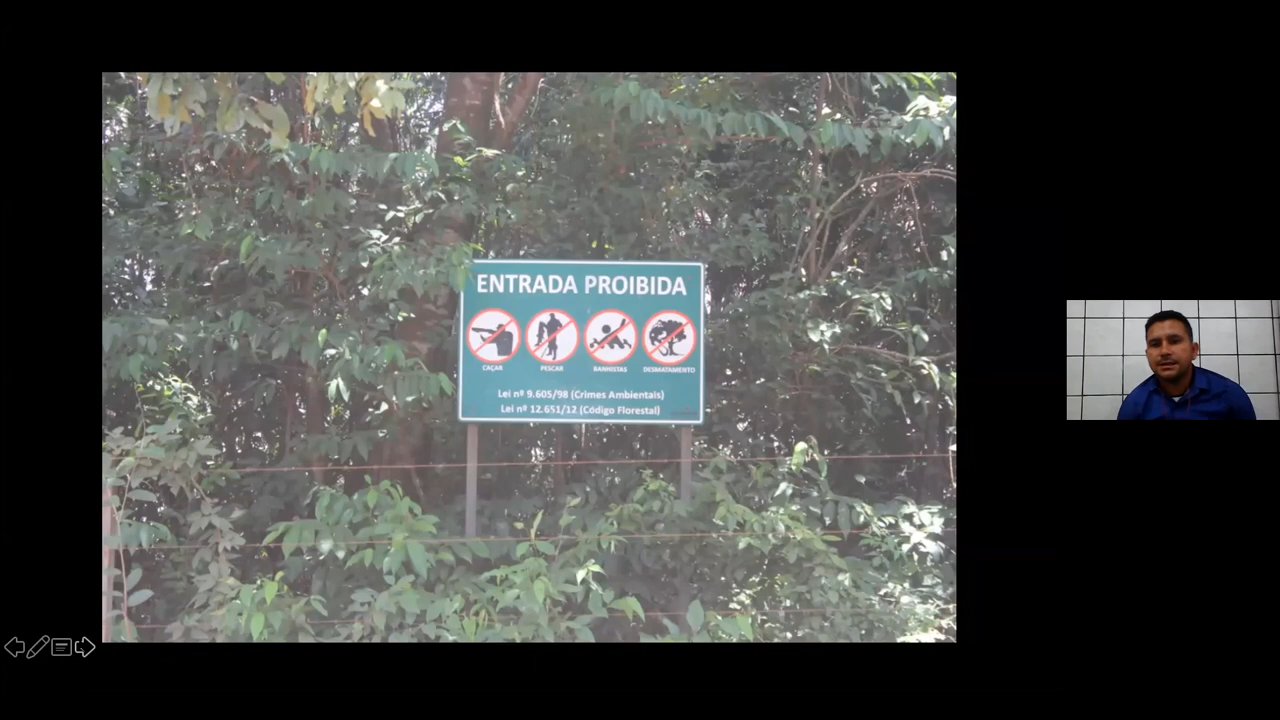 ENTRADA PROIBIDA
CAÇAR PESCAR BANHISTAS DESMATAMENTO
Lei nº 9.605/98 (Crimes Ambientais)
Lei nº 12.651/12 (Código Florestal)